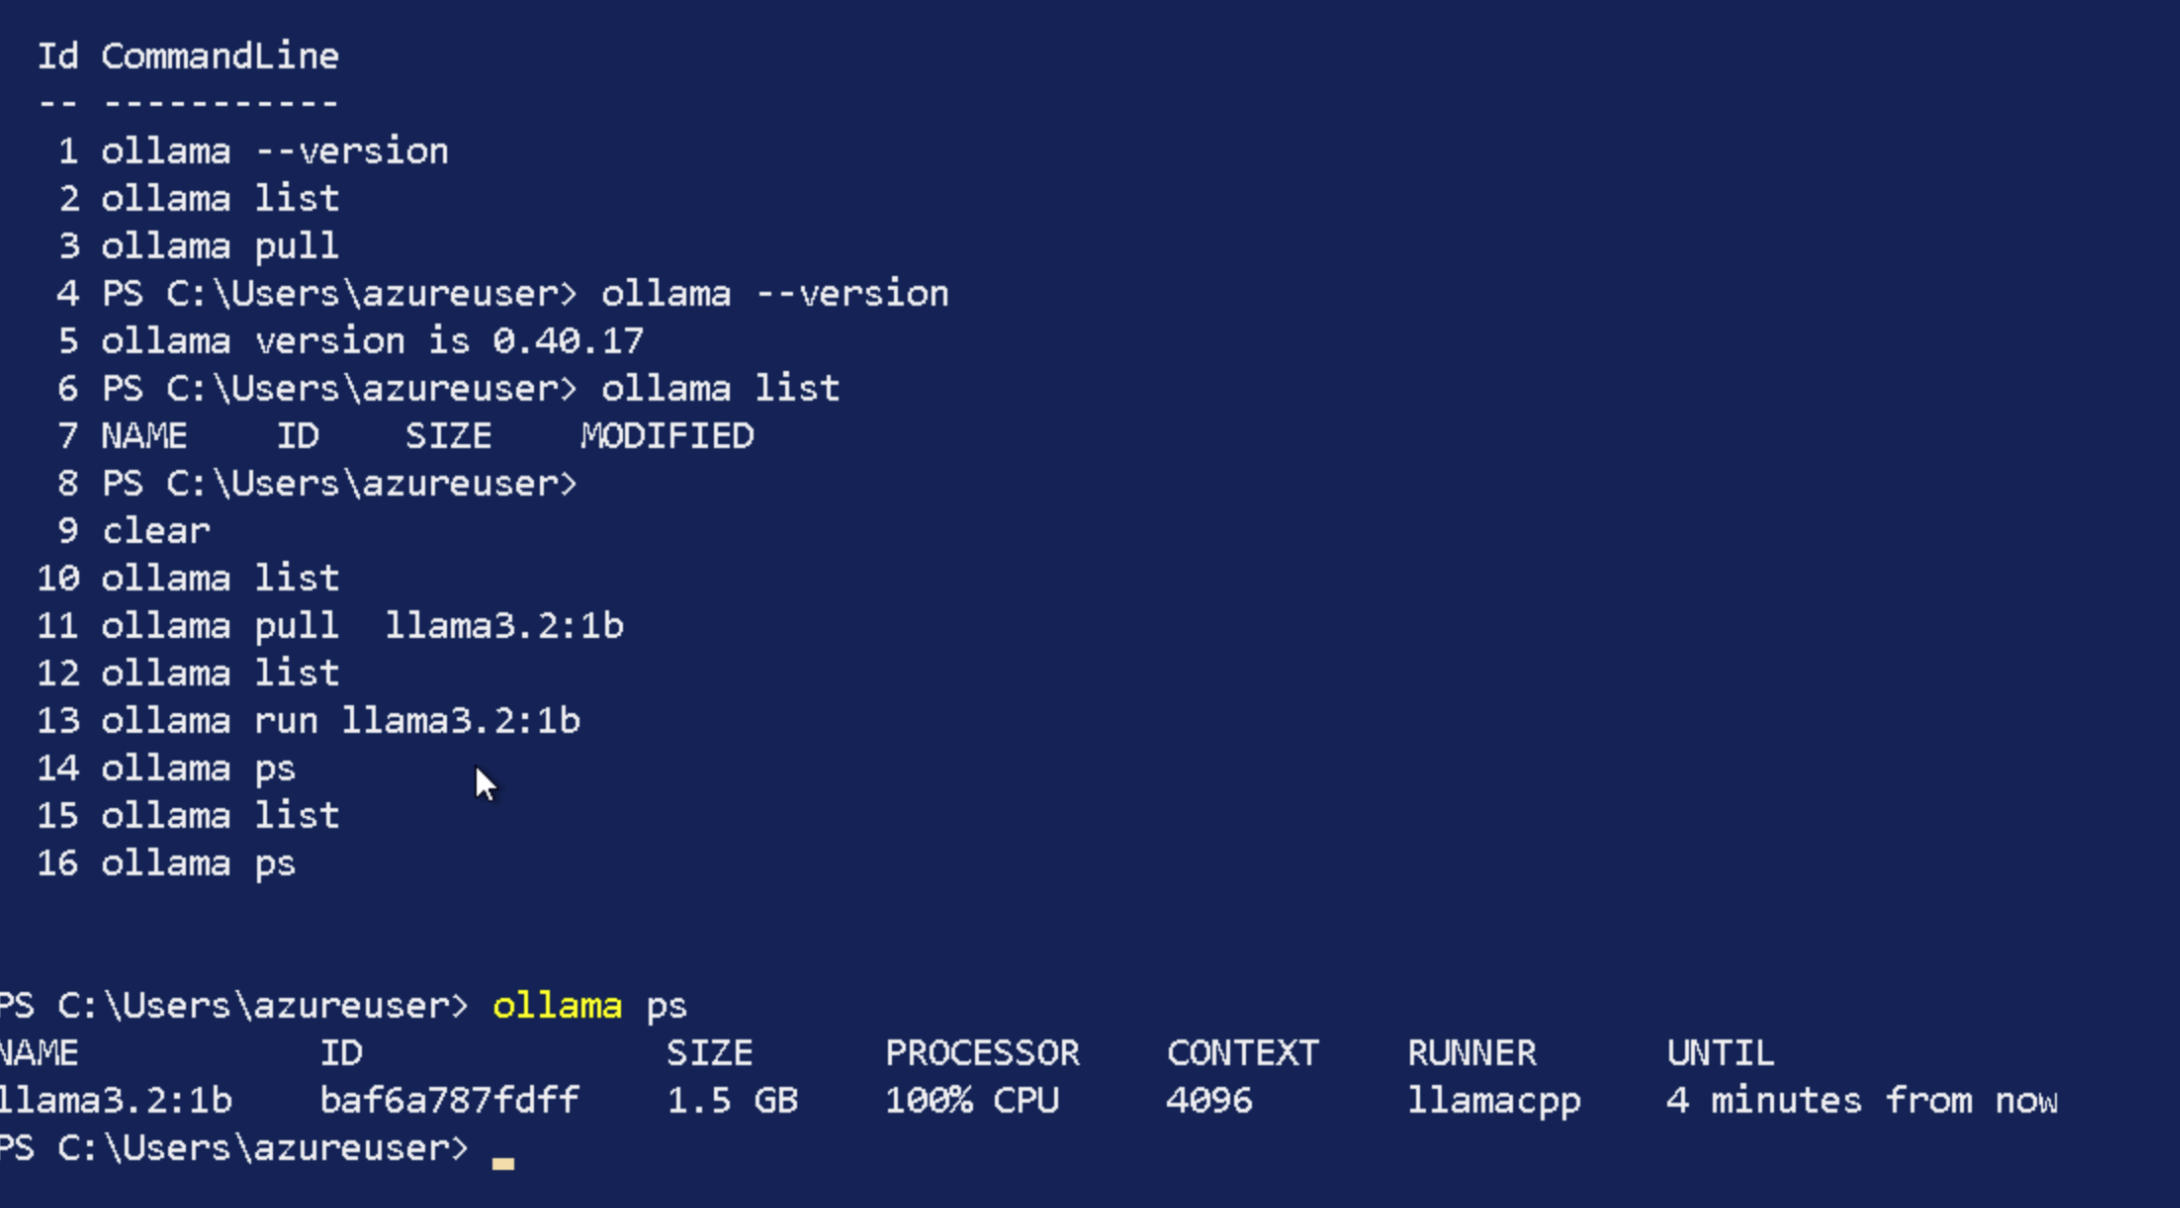 Id CommandLine
-- -----------
1 ollama --version
2 ollama list
3 ollama pull
4 PS C:\Users\azureuser> ollama --version
5 ollama version is 0.40.17
6 PS C:\Users\azureuser> ollama list
7 NAME    ID    SIZE    MODIFIED
8 PS C:\Users\azureuser>
9 clear
10 ollama list
11 ollama pull  llama3.2:1b
12 ollama list
13 ollama run llama3.2:1b
14 ollama ps
15 ollama list
16 ollama ps
PS C:\Users\azureuser> ollama ps
NAME           ID              SIZE      PROCESSOR    CONTEXT    RUNNER      UNTIL
llama3.2:1b    baf6a787fdff    1.5 GB    100% CPU     4096       llamacpp    4 minutes from now
PS C:\Users\azureuser>